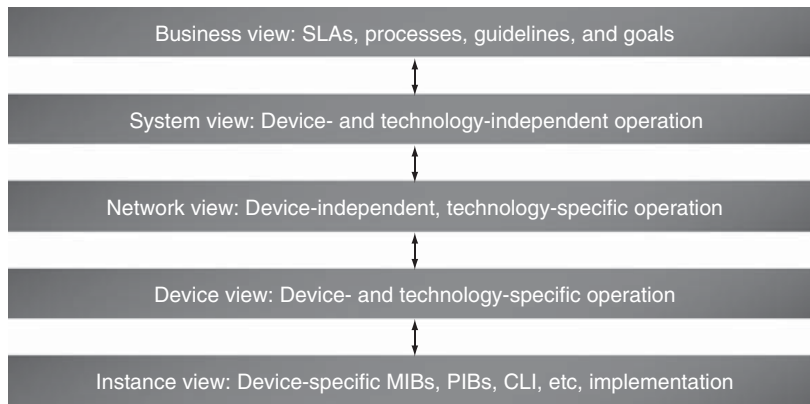 Business view: SLAs, processes, guidelines, and goals
System view: Device- and technology-independent operation
Network view: Device-independent, technology-specific operation
Device view: Device- and technology-specific operation
Instance view: Device-specific MIBs, PIBs, CLI, etc, implementation